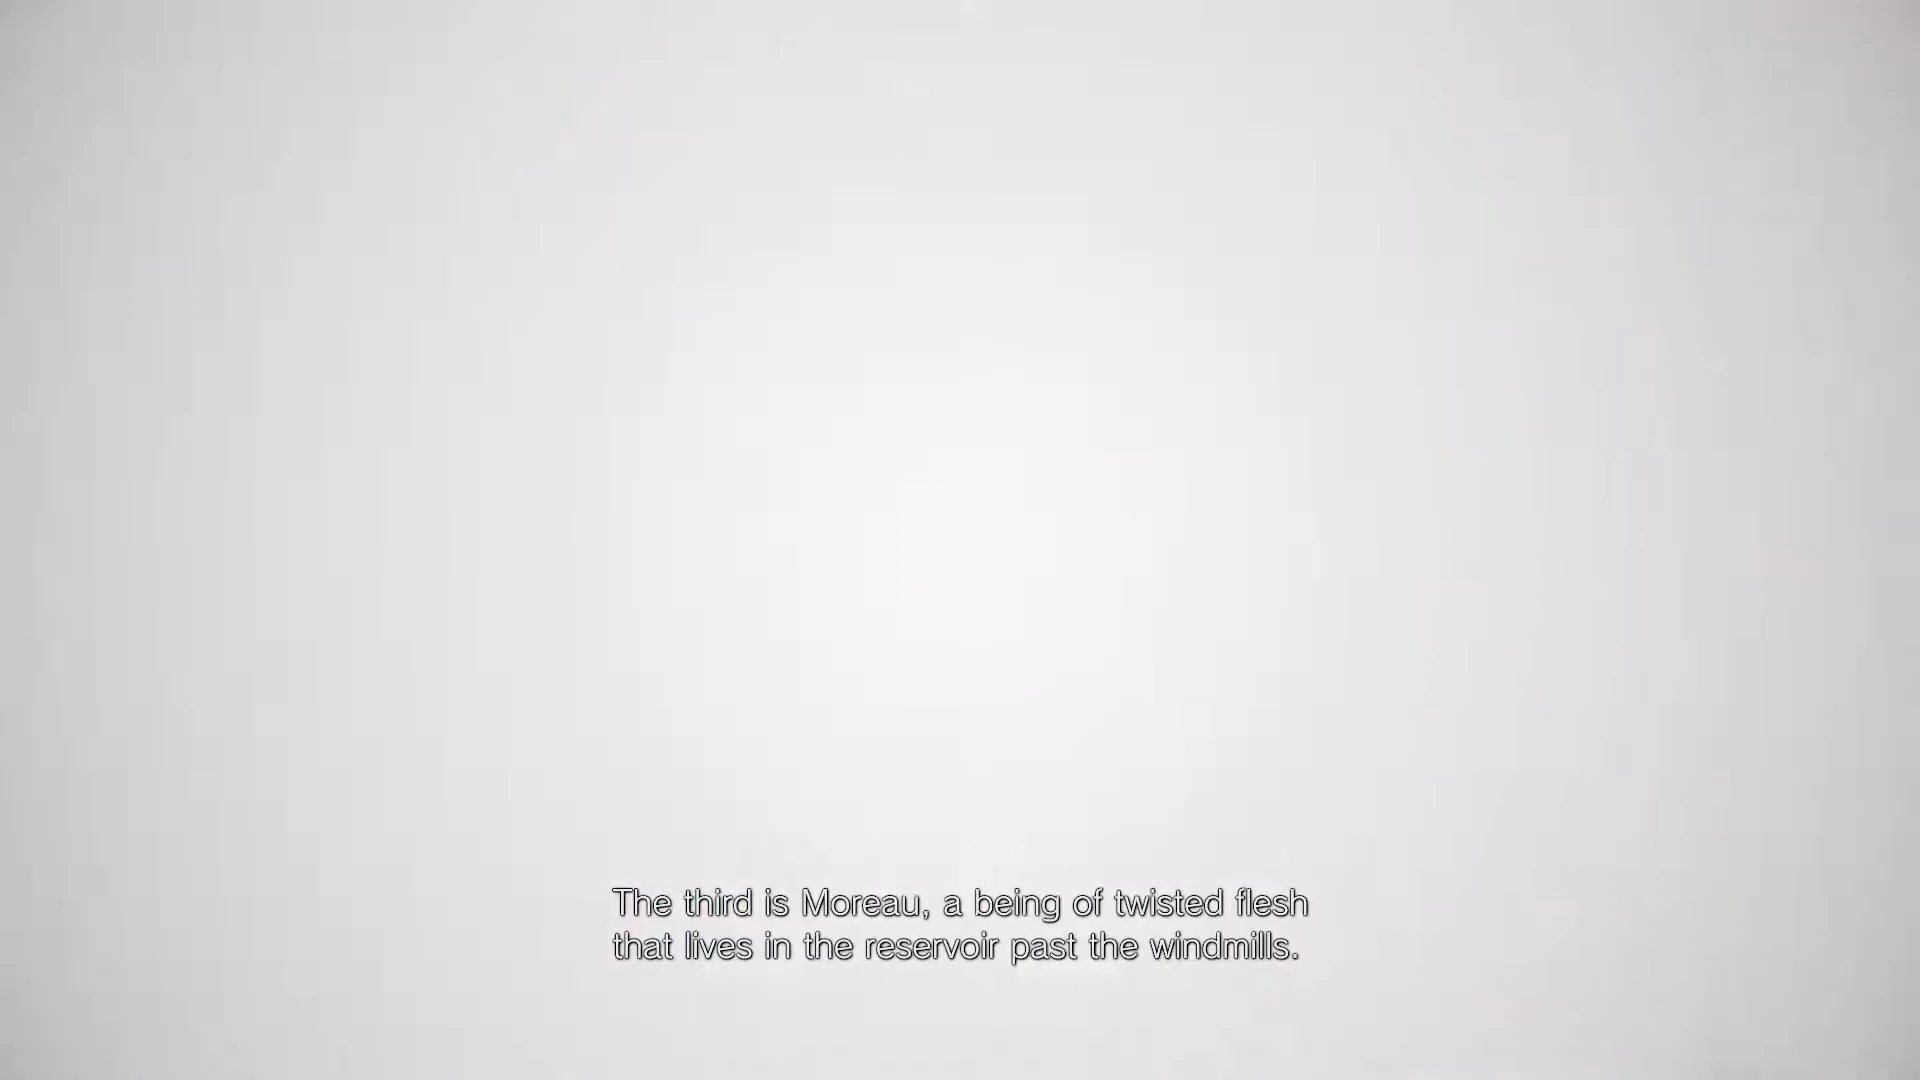 The third is Moreau, a being of twisted flesh
that lives in the reservoir past the windmills.